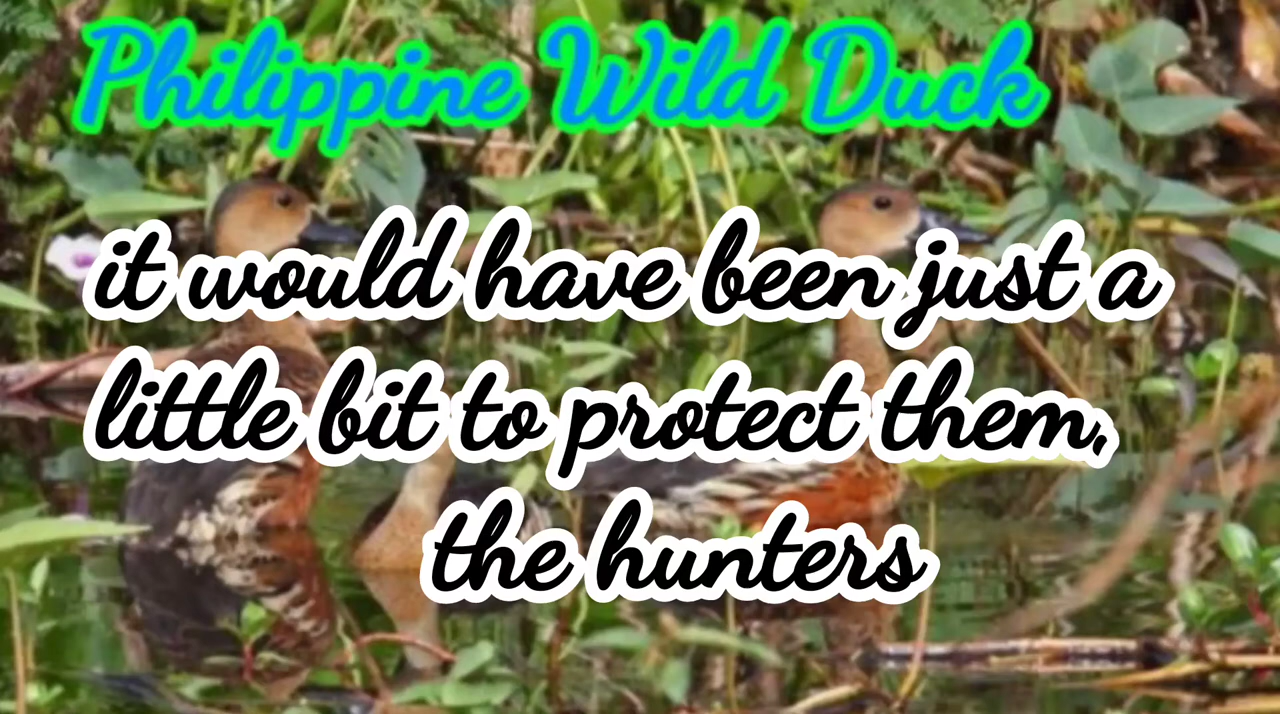 Philippine Wild Duck
it would have been just a
little bit to protect them,
the hunters